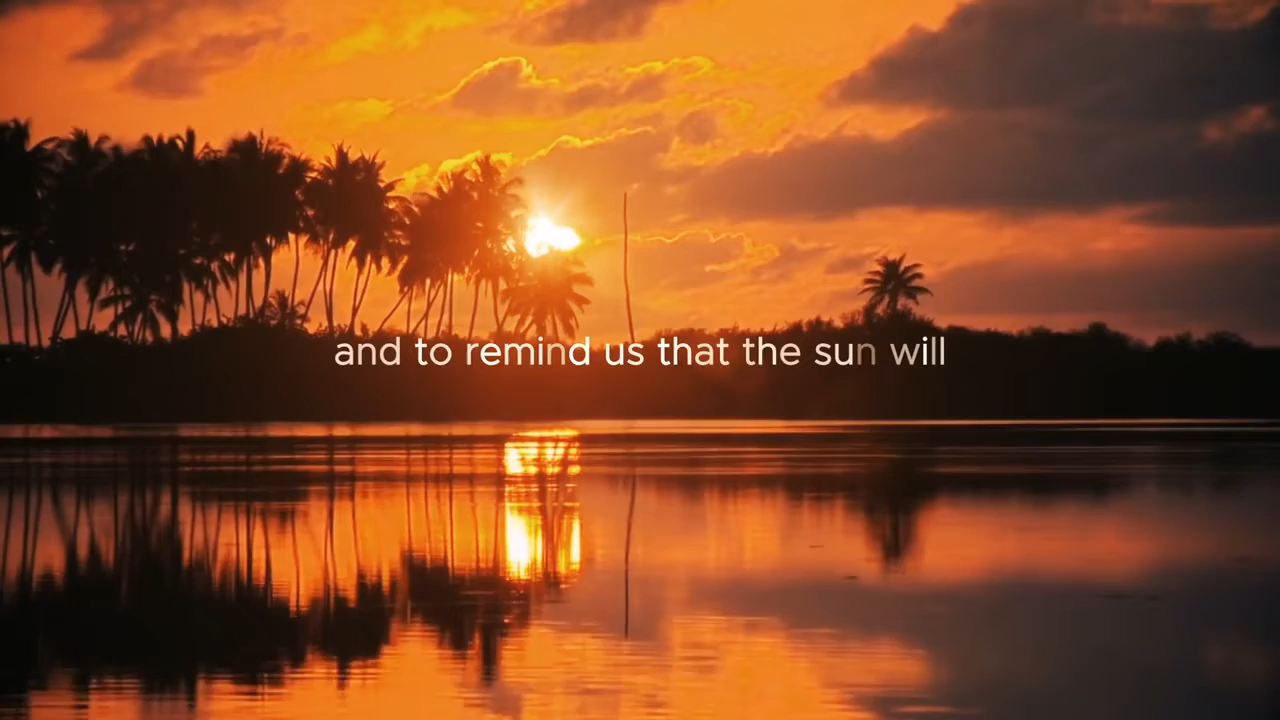 and to remind us that the sun will